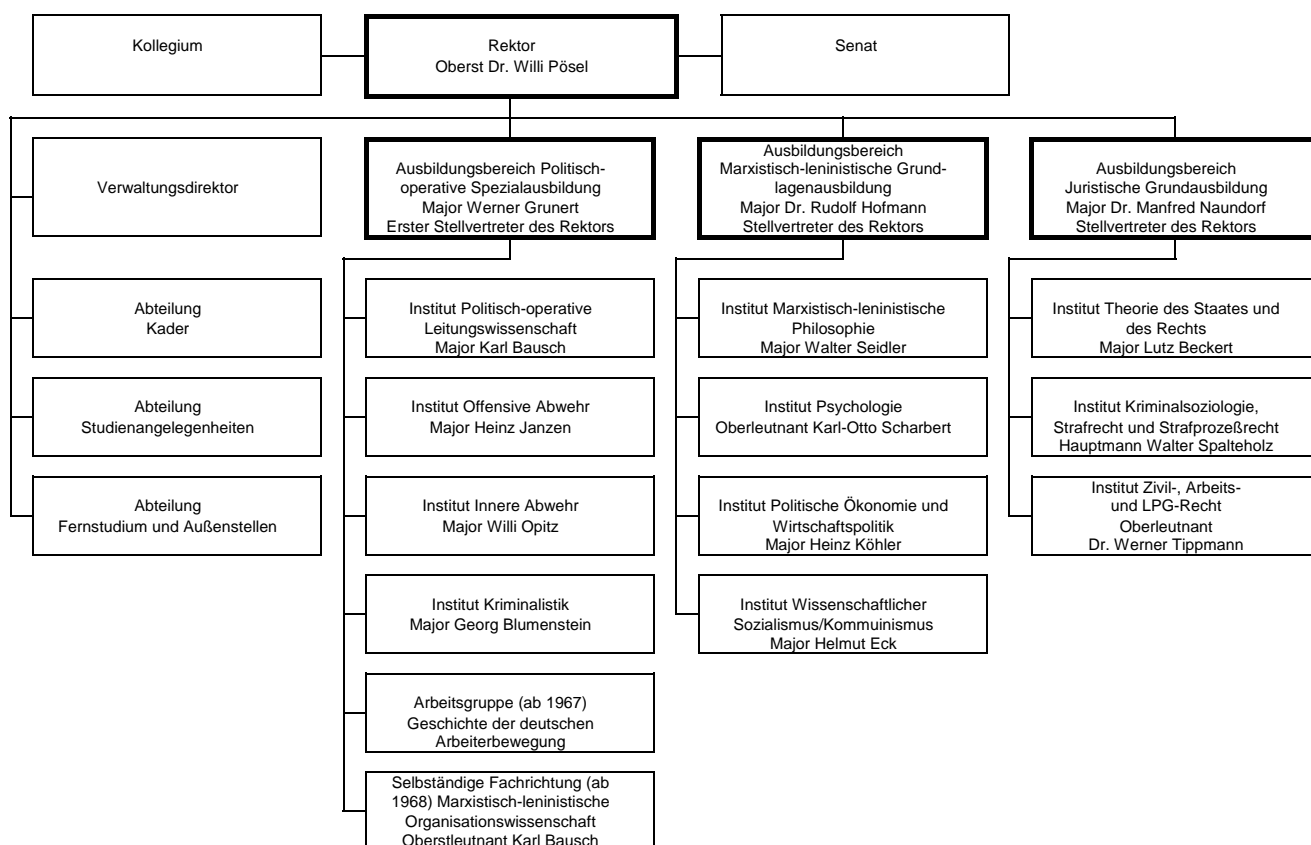 Kollegium
Rektor
Oberst Dr. Willi Pösel
Senat
Verwaltungsdirektor
Ausbildungsbereich Politisch-
operative Spezialausbildung
Major Werner Grunert
Erster Stellvertreter des Rektors
Ausbildungsbereich
Marxistisch-leninistische Grund-
lagenausbildung
Major Dr. Rudolf Hofmann
Stellvertreter des Rektors
Ausbildungsbereich
Juristische Grundausbildung
Major Dr. Manfred Naundorf
Stellvertreter des Rektors
Abteilung
Kader
Abteilung
Studienangelegenheiten
Abteilung
Fernstudium und Außenstellen
Institut Politisch-operative
Leitungswissenschaft
Major Karl Bausch
Institut Offensive Abwehr
Major Heinz Janzen
Institut Innere Abwehr
Major Willi Opitz
Institut Kriminalistik
Major Georg Blumenstein
Arbeitsgruppe (ab 1967)
Geschichte der deutschen
Arbeiterbewegung
Selbständige Fachrichtung (ab
1968) Marxistisch-leninistische
Organisationswissenschaft
Oberstleutnant Karl Bausch
Institut Marxistisch-leninistische
Philosophie
Major Walter Seidler
Institut Psychologie
Oberleutnant Karl-Otto Scharbert
Institut Politische Ökonomie und
Wirtschaftspolitik
Major Heinz Köhler
Institut Wissenschaftlicher
Sozialismus/Kommuinismus
Major Helmut Eck
Institut Theorie des Staates und
des Rechts
Major Lutz Beckert
Institut Kriminalsoziologie,
Strafrecht und Strafprozeßrecht
Hauptmann Walter Spalteholz
Institut Zivil-, Arbeits-
und LPG-Recht
Oberleutnant
Dr. Werner Tippmann